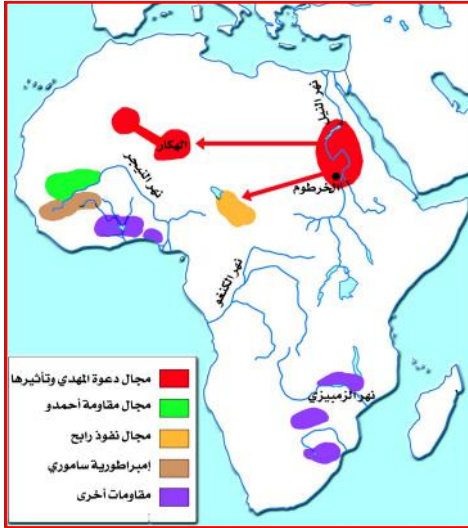 نهر النيل
الهكار
نهر النيجر
الخرطوم
نهر الكنغو
نهر الزمبيزي
مجال دعوة المهدي وتأثيرها
مجال مقاومة أحمدو
مجال نفوذ رابح
إمبراطورية ساموري
مقاومات أخرى